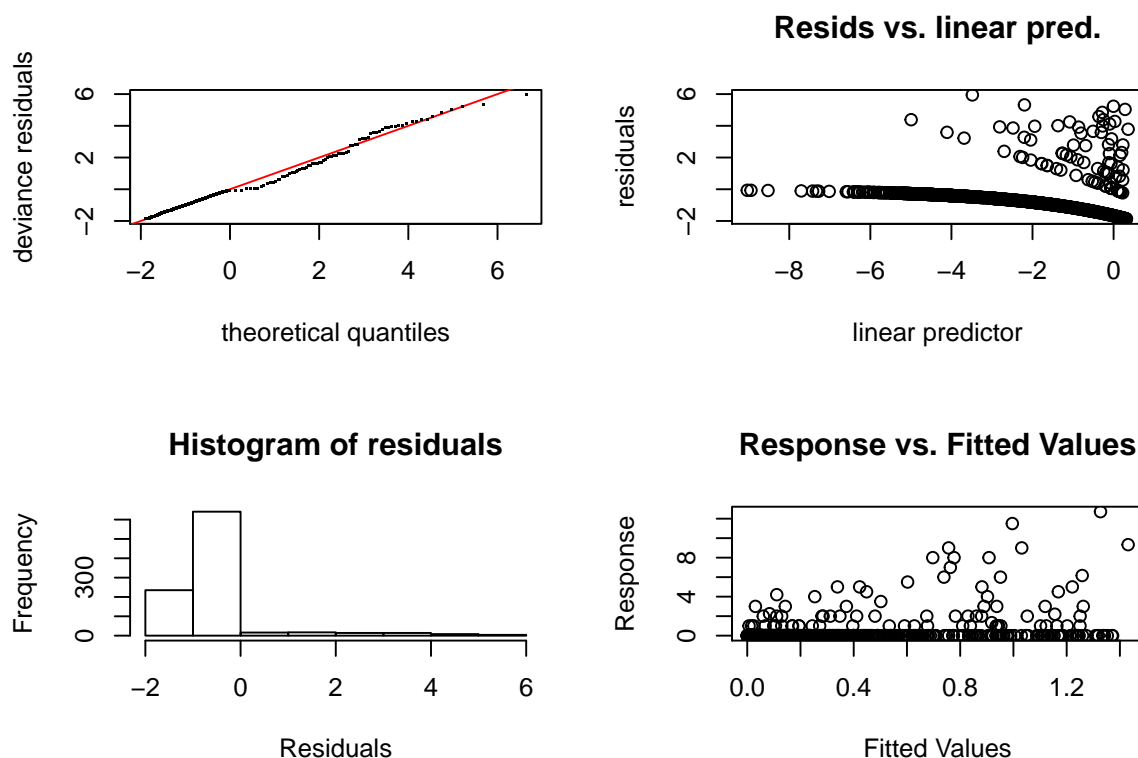 deviance residuals
6
2
−2
−2 0 2 4 6
theoretical quantiles
Resids vs. linear pred.
residuals
6
2
−2
−8 −6 −4 −2 0
linear predictor
Histogram of residuals
Frequency
300
0
−2 0 2 4 6
Residuals
Response vs. Fitted Values
Response
8
4
0
0.0 0.4 0.8 1.2
Fitted Values